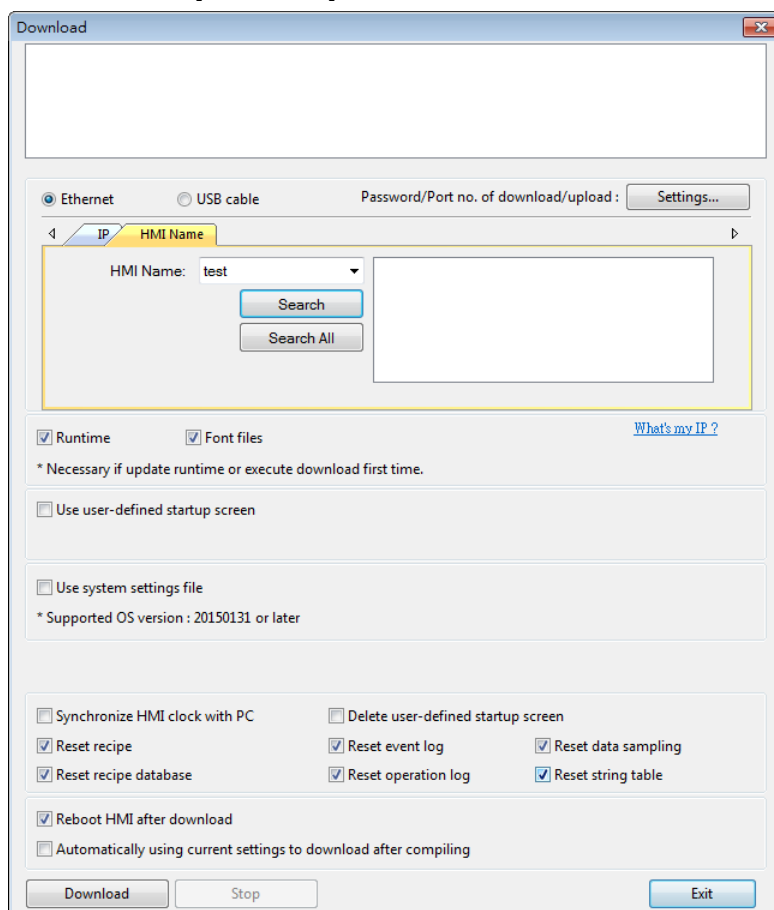 Download
Ethernet USB cable Password/Port no. of download/upload : Settings...
IP HMI Name
HMI Name: test
Search
Search All
Runtime Font files What's my IP ?
* Necessary if update runtime or execute download first time.
Use user-defined startup screen
Use system settings file
* Supported OS version : 20150131 or later
Synchronize HMI clock with PC Delete user-defined startup screen
Reset recipe Reset event log Reset data sampling
Reset recipe database Reset operation log Reset string table
Reboot HMI after download
Automatically using current settings to download after compiling
Download Stop Exit